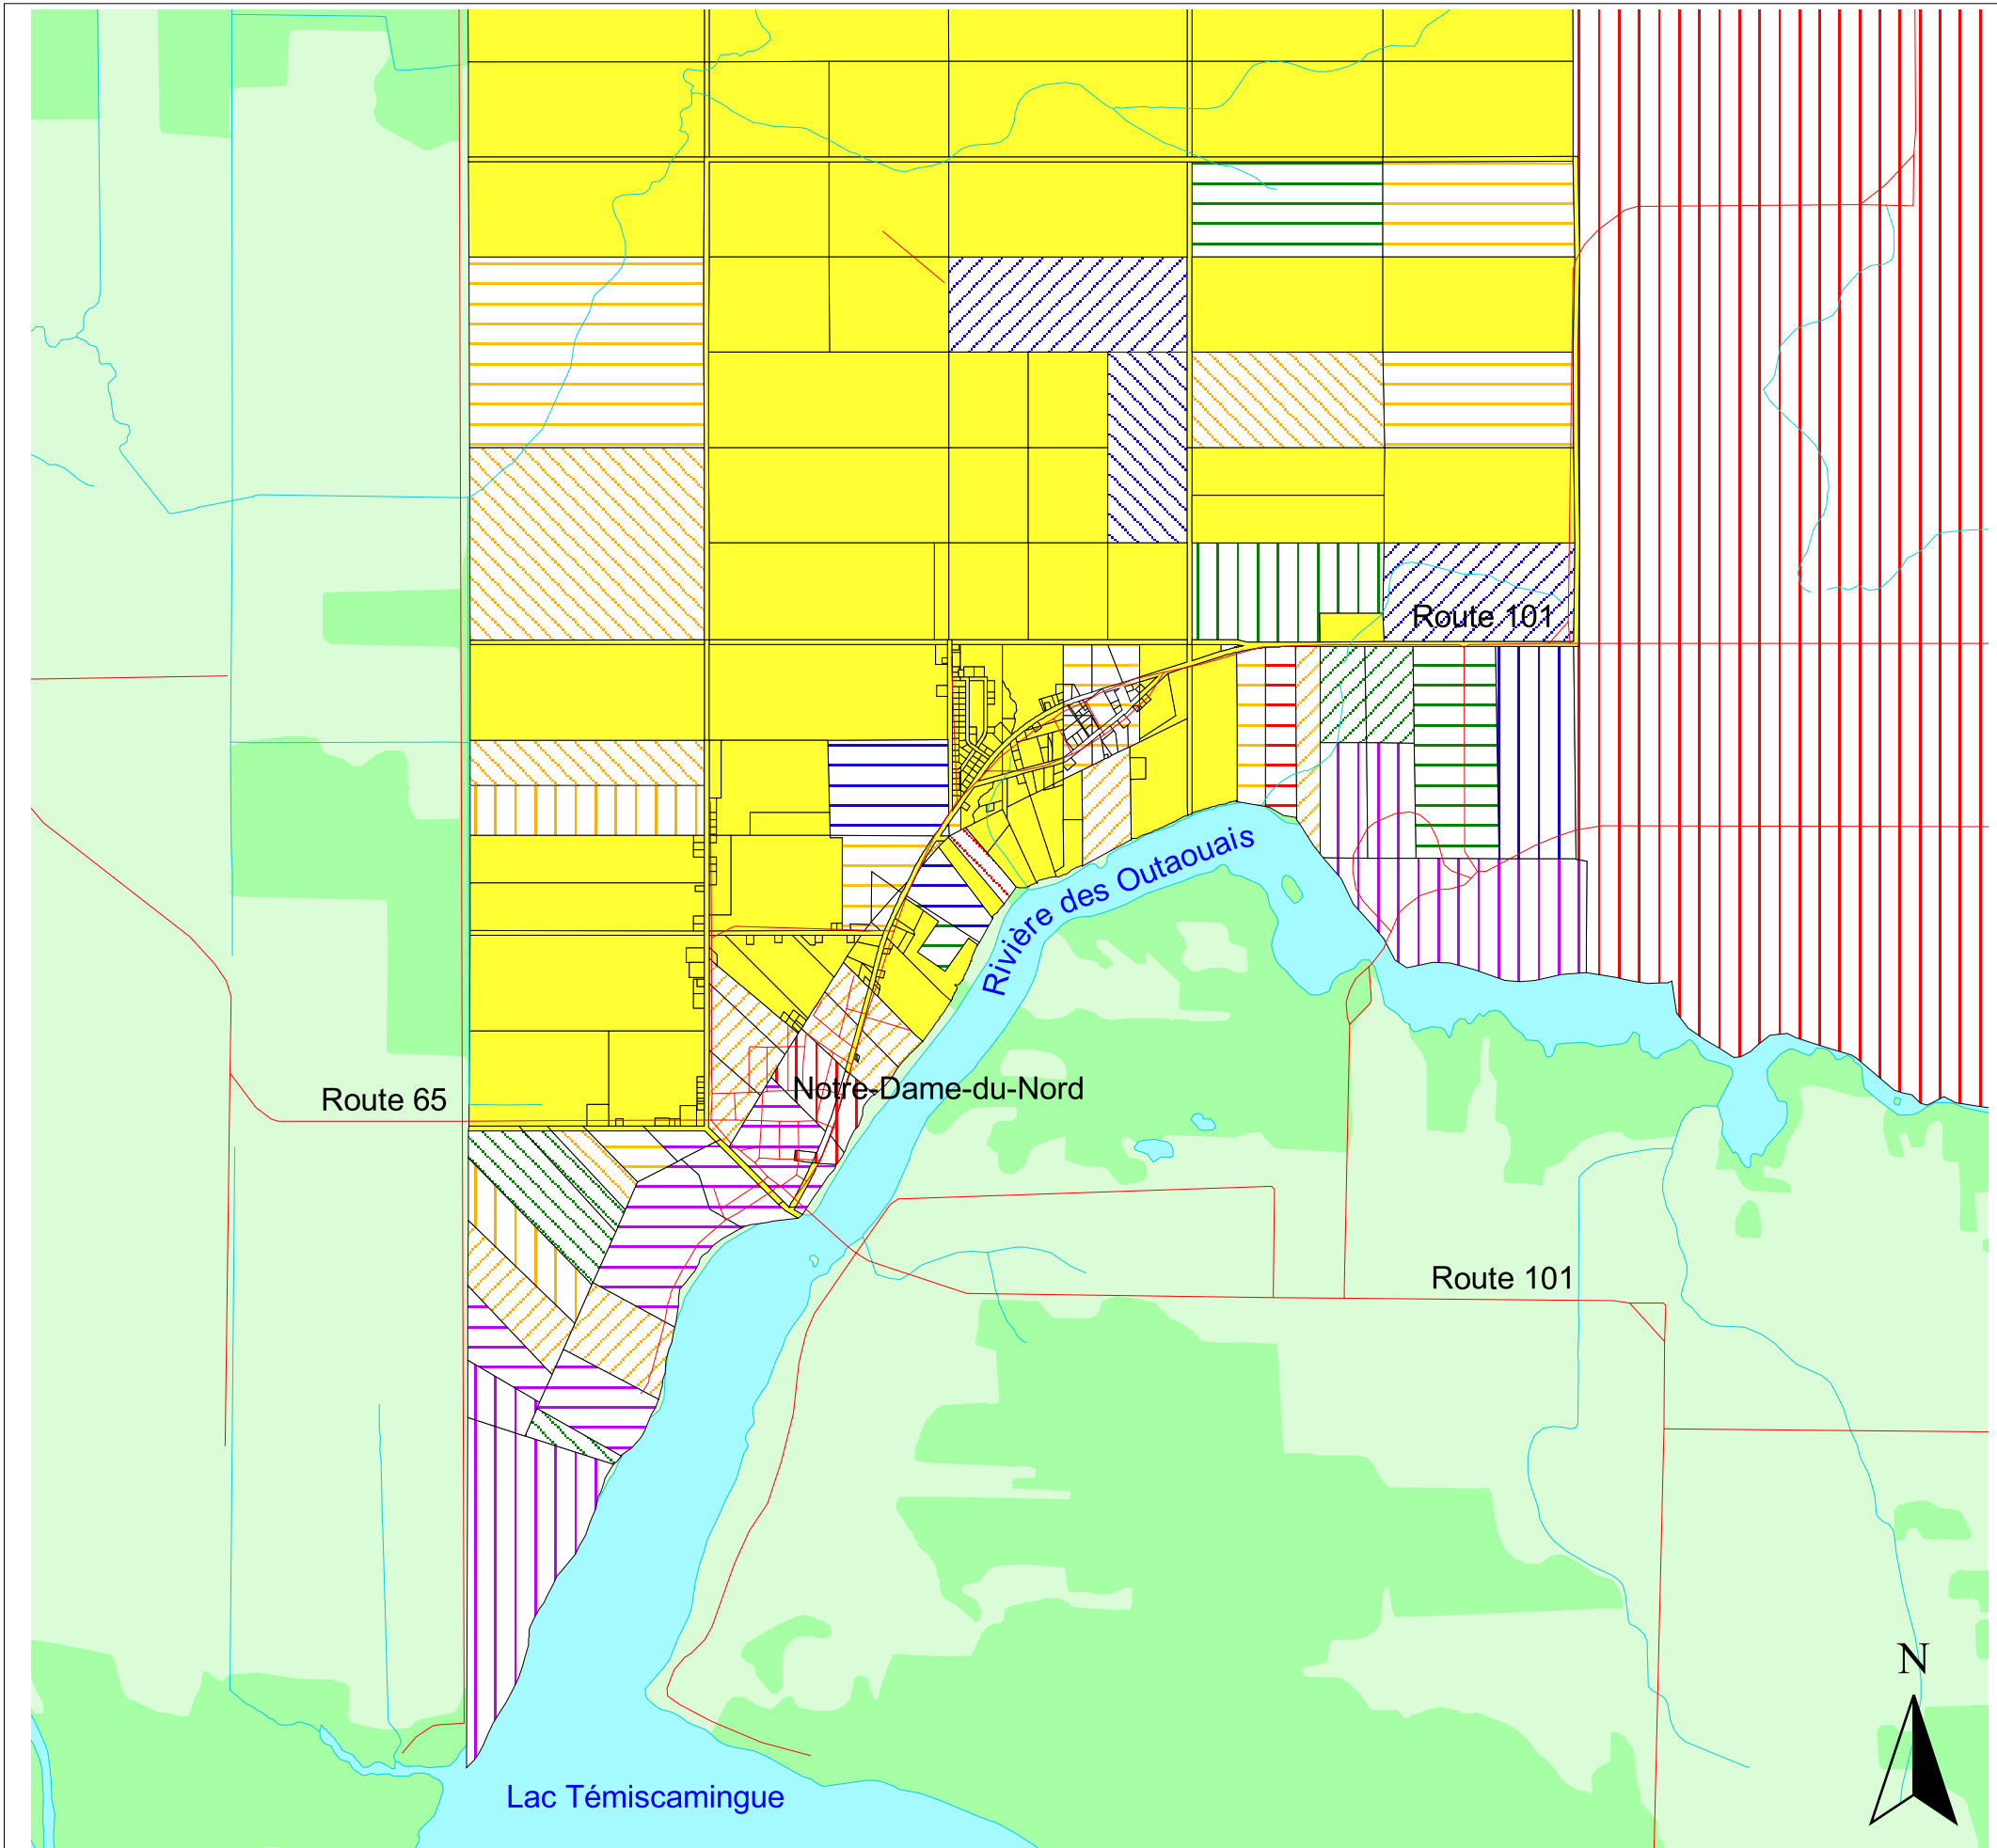 Route 101
Rivière des Outaouais
Notre-Dame-du-Nord
Route 65
Route 101
N
Lac Témiscamingue